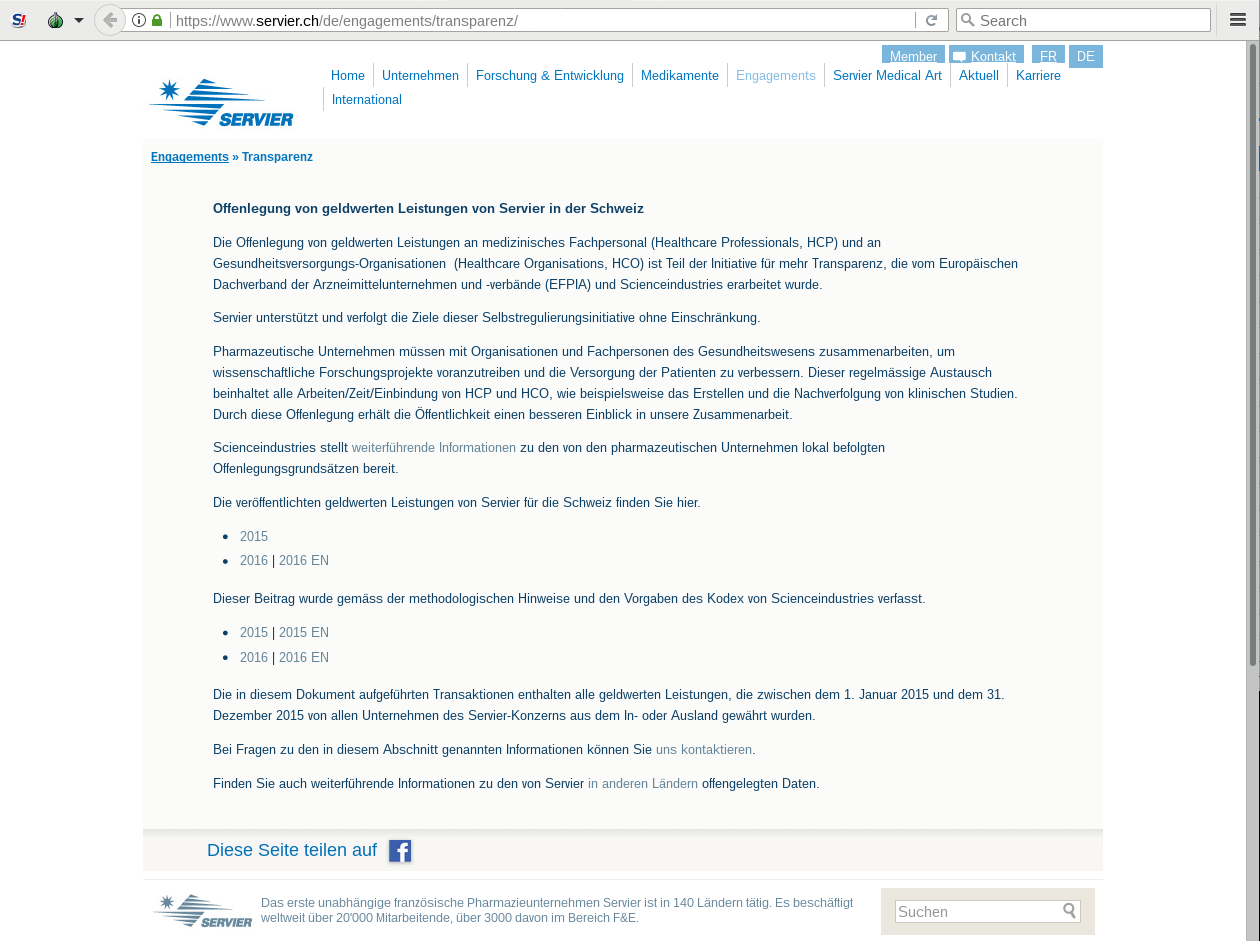 https://www.servier.ch/de/engagements/transparenz/
Search
Member
Kontakt
FR
DE
Home
Unternehmen
Forschung & Entwicklung
Medikamente
Engagements
Servier Medical Art
Aktuell
Karriere
International
SERVIER
Engagements » Transparenz
Offenlegung von geldwerten Leistungen von Servier in der Schweiz
Die Offenlegung von geldwerten Leistungen an medizinisches Fachpersonal (Healthcare Professionals, HCP) und an
Gesundheitsversorgungs-Organisationen (Healthcare Organisations, HCO) ist Teil der Initiative für mehr Transparenz, die vom Europäischen
Dachverband der Arzneimittelunternehmen und -verbände (EFPIA) und Scienceindustries erarbeitet wurde.
Servier unterstützt und verfolgt die Ziele dieser Selbstregulierungsinitiative ohne Einschränkung.
Pharmazeutische Unternehmen müssen mit Organisationen und Fachpersonen des Gesundheitswesens zusammenarbeiten, um
wissenschaftliche Forschungsprojekte voranzutreiben und die Versorgung der Patienten zu verbessern. Dieser regelmässige Austausch
beinhaltet alle Arbeiten/Zeit/Einbindung von HCP und HCO, wie beispielsweise das Erstellen und die Nachverfolgung von klinischen Studien.
Durch diese Offenlegung erhält die Öffentlichkeit einen besseren Einblick in unsere Zusammenarbeit.
Scienceindustries stellt weiterführende Informationen zu den von den pharmazeutischen Unternehmen lokal befolgten
Offenlegungsgrundsätzen bereit.
Die veröffentlichten geldwerten Leistungen von Servier für die Schweiz finden Sie hier.
• 2015
• 2016 | 2016 EN
Dieser Beitrag wurde gemäss der methodologischen Hinweise und den Vorgaben des Kodex von Scienceindustries verfasst.
• 2015 | 2015 EN
• 2016 | 2016 EN
Die in diesem Dokument aufgeführten Transaktionen enthalten alle geldwerten Leistungen, die zwischen dem 1. Januar 2015 und dem 31.
Dezember 2015 von allen Unternehmen des Servier-Konzerns aus dem In- oder Ausland gewährt wurden.
Bei Fragen zu den in diesem Abschnitt genannten Informationen können Sie uns kontaktieren.
Finden Sie auch weiterführende Informationen zu den von Servier in anderen Ländern offengelegten Daten.
Diese Seite teilen auf
SERVIER
Das erste unabhängige französische Pharmazieunternehmen Servier ist in 140 Ländern tätig. Es beschäftigt
weltweit über 20'000 Mitarbeitende, über 3000 davon im Bereich F&E.
Suchen